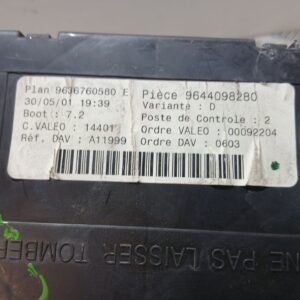 Plan 9636760580 E Pièce 9644098280
30/05/01 19:39 Variante : D
Boot : 7.2 Poste de Controle : 2
C.VALEO : 14401 Ordre VALEO : 00092204
Réf. DAV : A11999 Ordre DAV : 0603
NE PAS LAISSER TOMBER